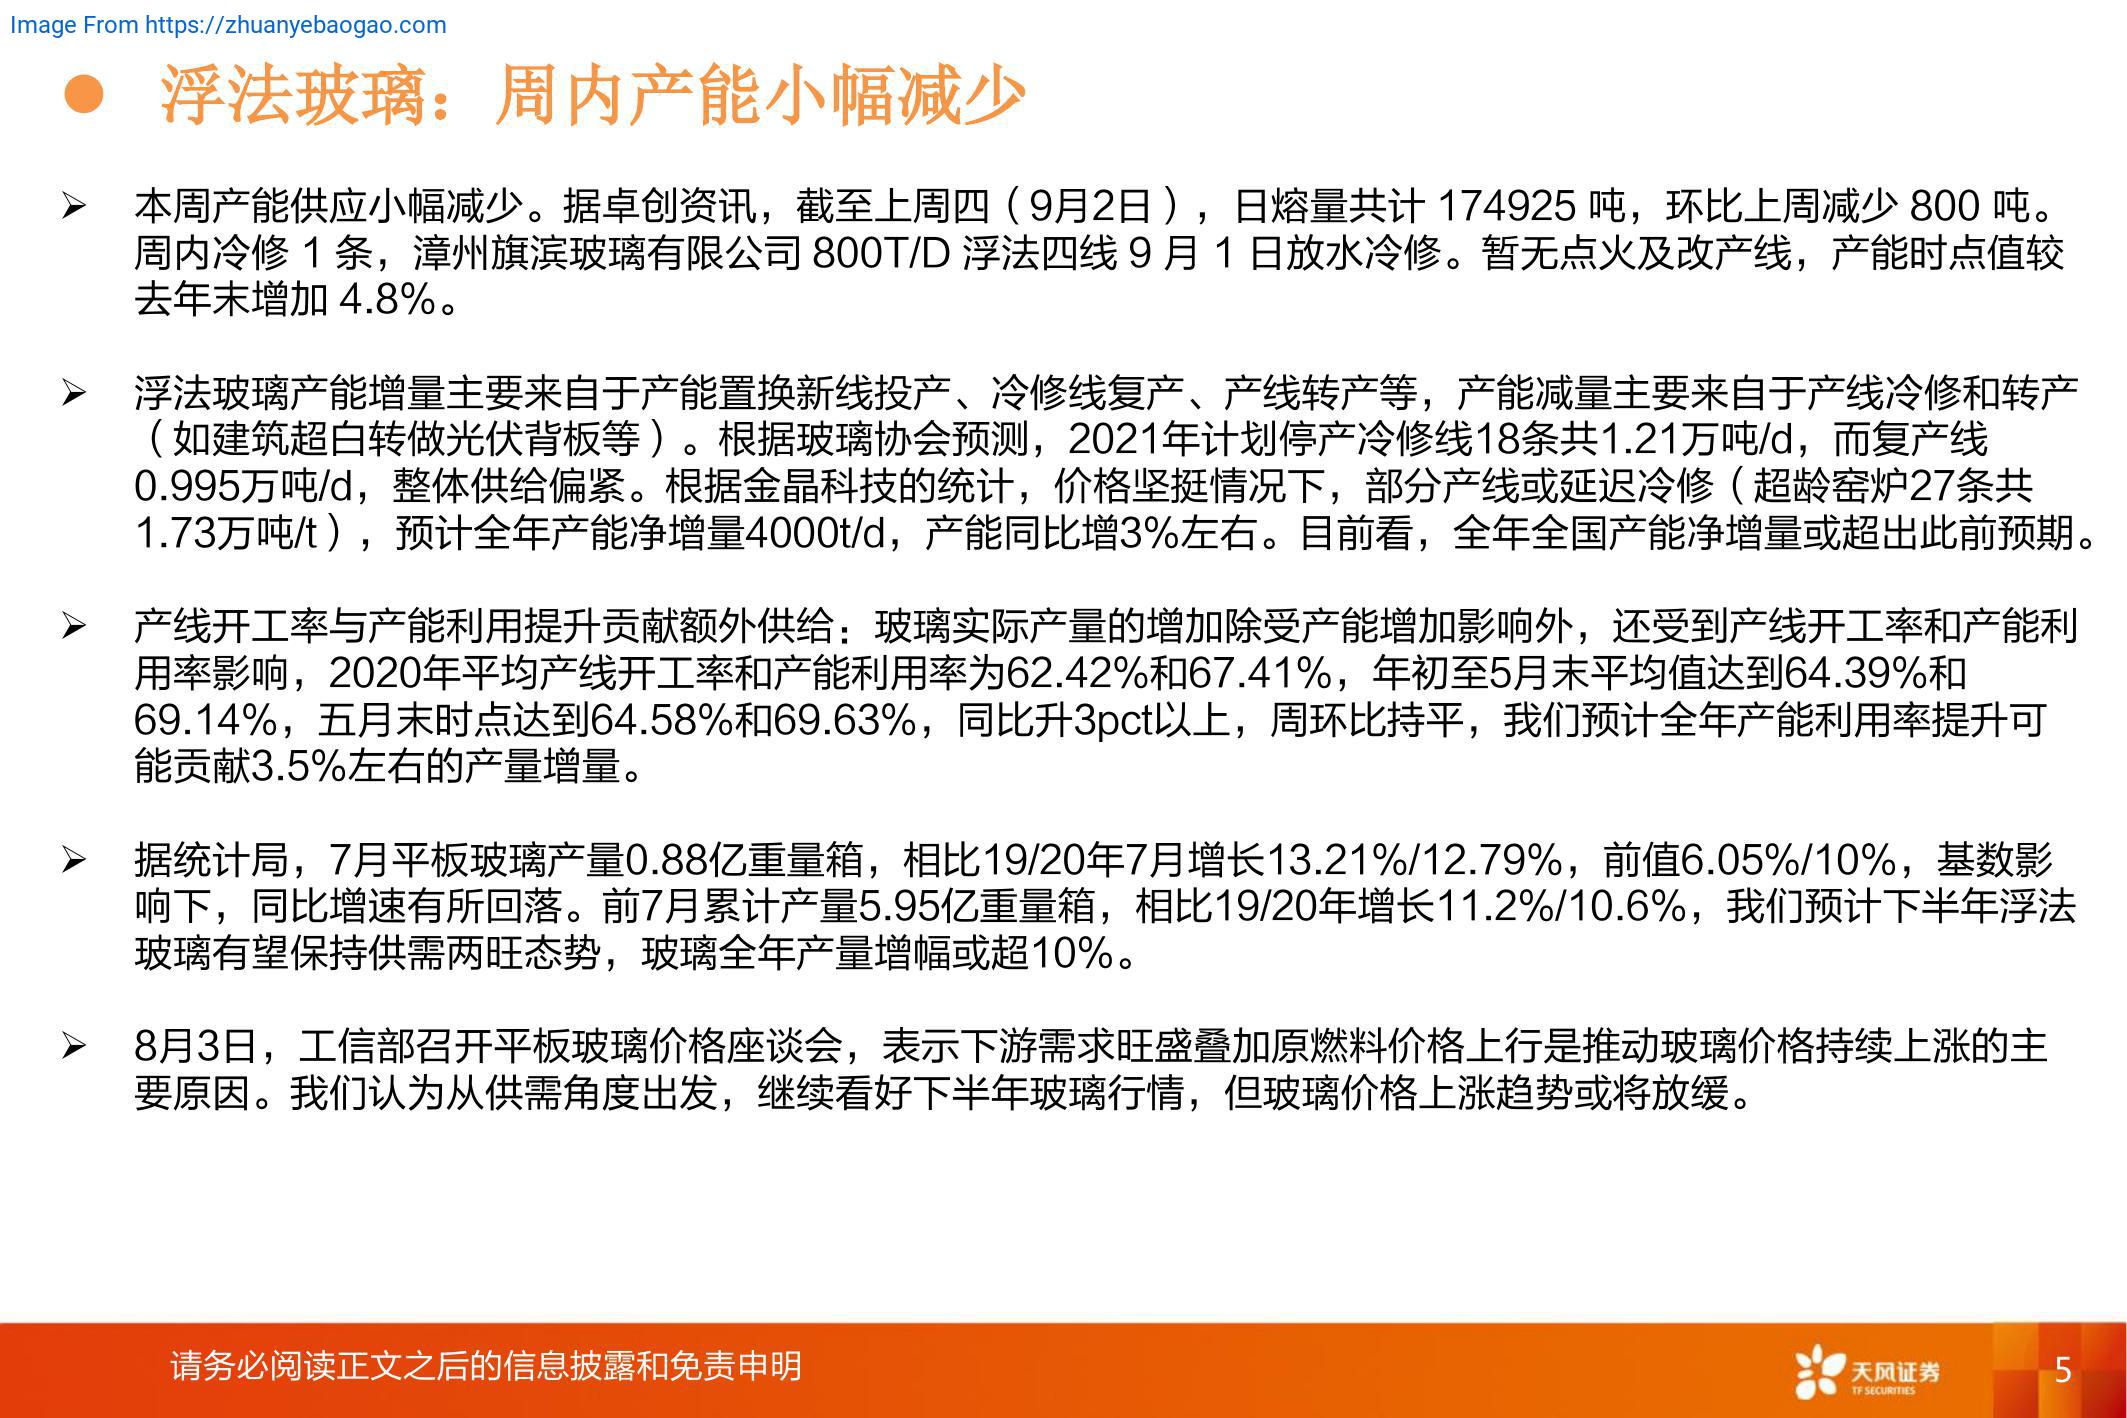 Image From https://zhuanyebaogao.com
● 浮法玻璃：周内产能小幅减少
➢ 本周产能供应小幅减少。据卓创资讯，截至上周四（9月2日），日熔量共计 174925 吨，环比上周减少 800 吨。
周内冷修 1 条，漳州旗滨玻璃有限公司 800T/D 浮法四线 9 月 1 日放水冷修。暂无点火及改产线，产能时点值较
去年末增加 4.8%。
➢ 浮法玻璃产能增量主要来自于产能置换新线投产、冷修线复产、产线转产等，产能减量主要来自于产线冷修和转产
（如建筑超白转做光伏背板等）。根据玻璃协会预测，2021年计划停产冷修线18条共1.21万吨/d，而复产线
0.995万吨/d，整体供给偏紧。根据金晶科技的统计，价格坚挺情况下，部分产线或延迟冷修（超龄窑炉27条共
1.73万吨/t），预计全年产能净增量4000t/d，产能同比增3%左右。目前看，全年全国产能净增量或超出此前预期。
➢ 产线开工率与产能利用提升贡献额外供给：玻璃实际产量的增加除受产能增加影响外，还受到产线开工率和产能利
用率影响，2020年平均产线开工率和产能利用率为62.42%和67.41%，年初至5月末平均值达到64.39%和
69.14%，五月末时点达到64.58%和69.63%，同比升3pct以上，周环比持平，我们预计全年产能利用率提升可
能贡献3.5%左右的产量增量。
➢ 据统计局，7月平板玻璃产量0.88亿重量箱，相比19/20年7月增长13.21%/12.79%，前值6.05%/10%，基数影
响下，同比增速有所回落。前7月累计产量5.95亿重量箱，相比19/20年增长11.2%/10.6%，我们预计下半年浮法
玻璃有望保持供需两旺态势，玻璃全年产量增幅或超10%。
➢ 8月3日，工信部召开平板玻璃价格座谈会，表示下游需求旺盛叠加原燃料价格上行是推动玻璃价格持续上涨的主
要原因。我们认为从供需角度出发，继续看好下半年玻璃行情，但玻璃价格上涨趋势或将放缓。
请务必阅读正文之后的信息披露和免责申明
天风证券
TF SECURITIES
5